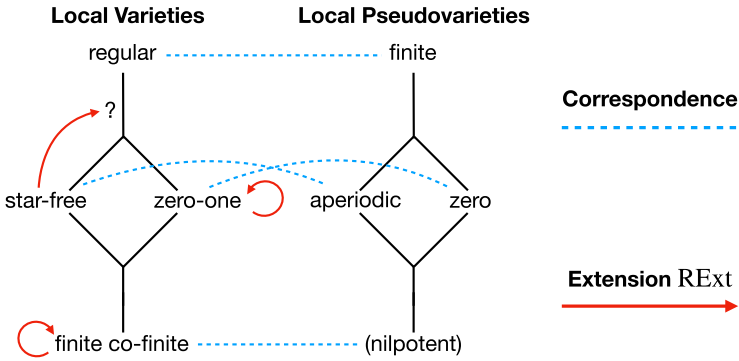 Local Varieties
Local Pseudovarieties
regular
finite
Correspondence
?
star-free
zero-one
aperiodic
zero
Extension RExt
finite co-finite
(nilpotent)